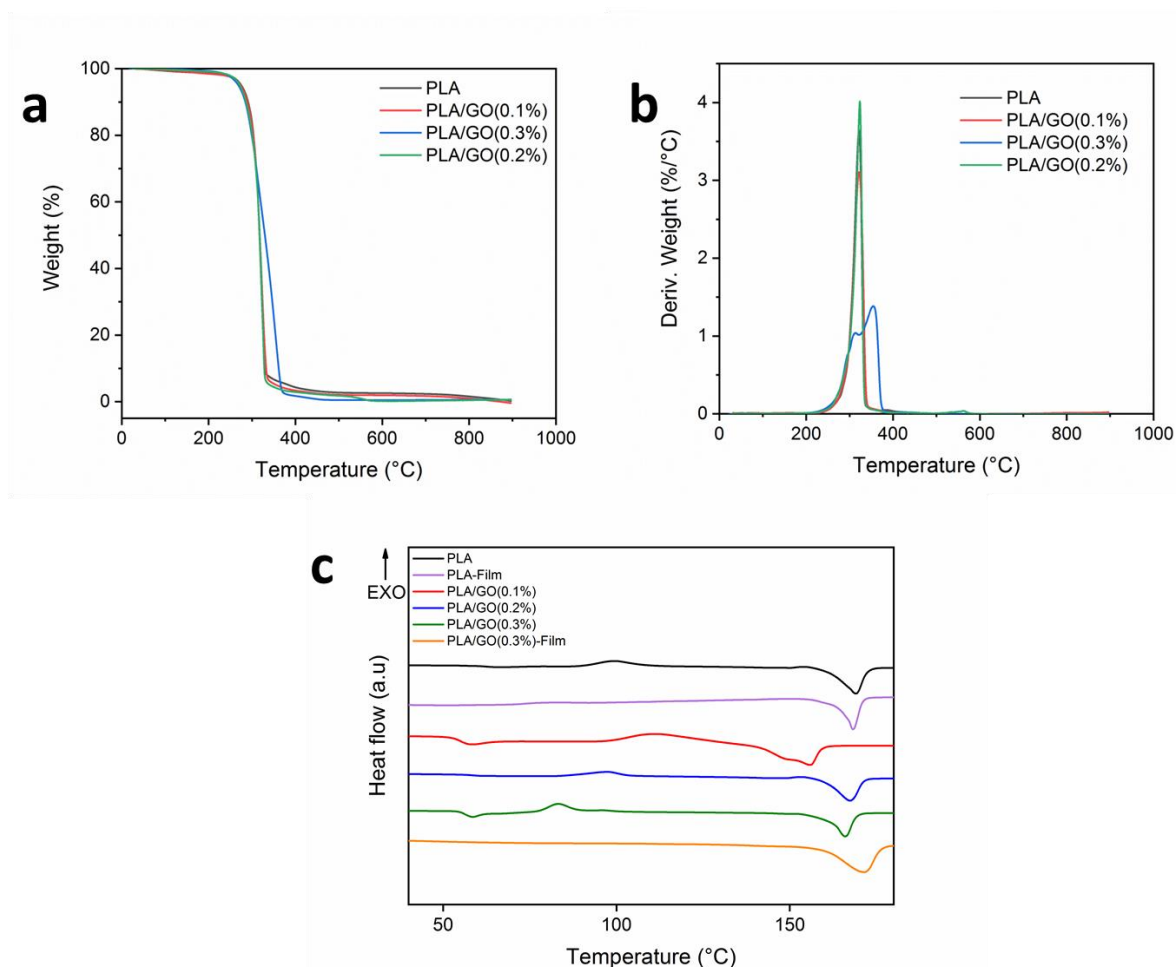 a
100
80
60
40
20
0
0 200 400 600 800 1000
Weight (%)
Temperature (°C)
PLA
PLA/GO(0.1%)
PLA/GO(0.3%)
PLA/GO(0.2%)
b
4
3
2
1
0
0 200 400 600 800 1000
Deriv. Weight (%/°C)
Temperature (°C)
PLA
PLA/GO(0.1%)
PLA/GO(0.3%)
PLA/GO(0.2%)
c
EXO
PLA
PLA-Film
PLA/GO(0.1%)
PLA/GO(0.2%)
PLA/GO(0.3%)
PLA/GO(0.3%)-Film
Heat flow (a.u)
50 100 150
Temperature (°C)